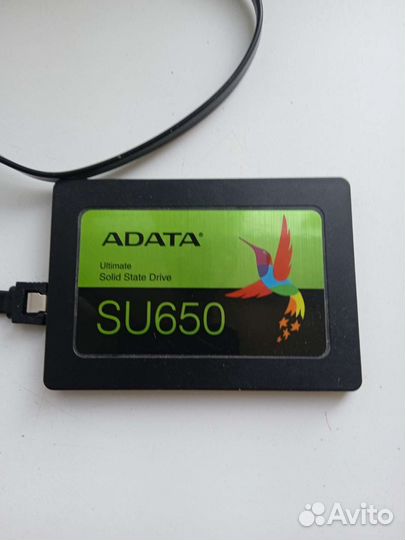 ADATA®
Ultimate
Solid State Drive
SU650
Avito